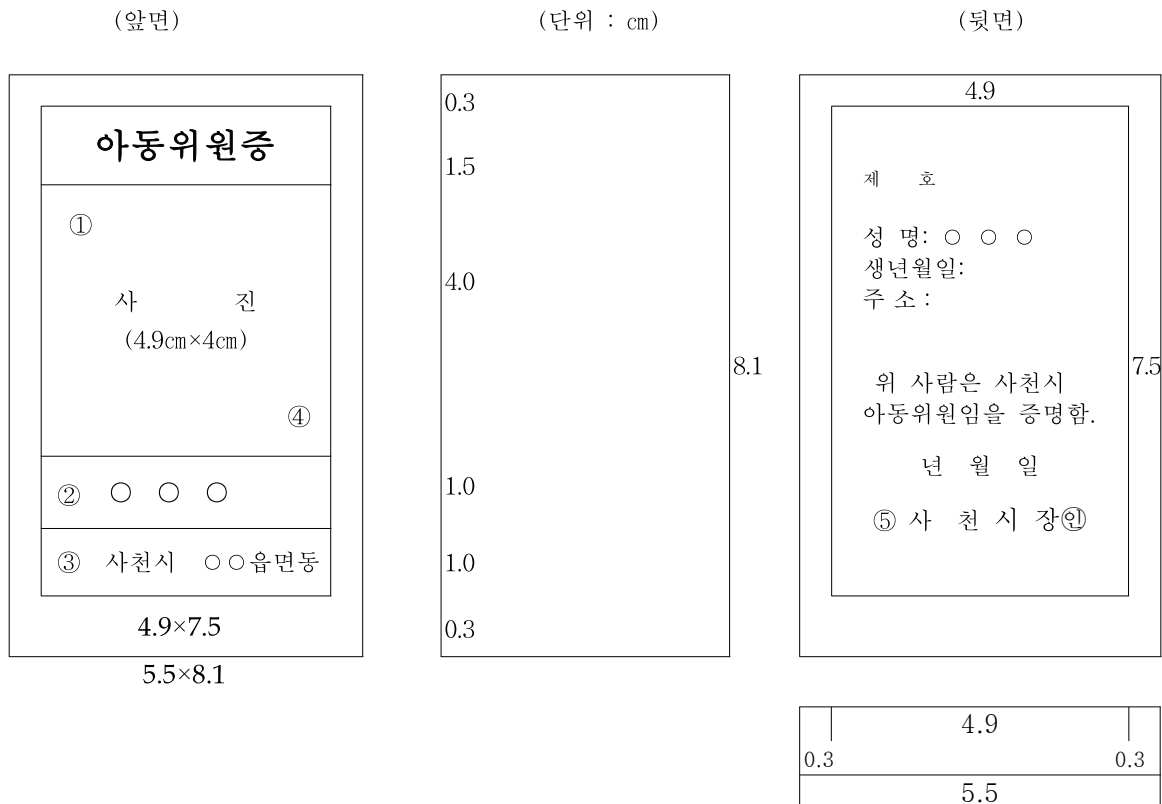 (앞면)
(단위 : ㎝)
(뒷면)
아동위원증
①
사 진
(4.9㎝×4㎝)
④
② ○ ○ ○
③ 사천시 ○○읍면동
4.9×7.5
5.5×8.1
0.3
1.5
4.0
8.1
1.0
1.0
0.3
4.9
제 호
성 명: ○ ○ ○
생년월일:
주 소 :
7.5
위 사람은 사천시
아동위원임을 증명함.
년 월 일
⑤ 사 천 시 장㊞
4.9
0.3 0.3
5.5